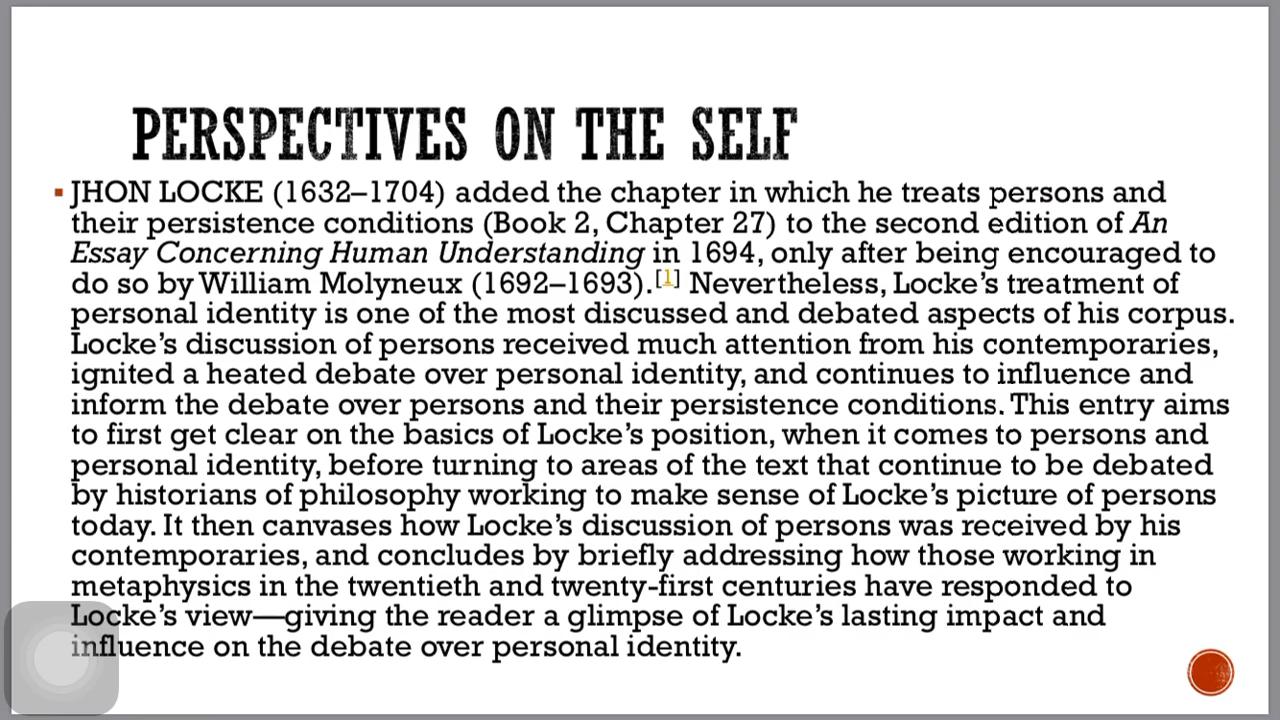 PERSPECTIVES ON THE SELF
▪ JHON LOCKE (1632–1704) added the chapter in which he treats persons and
their persistence conditions (Book 2, Chapter 27) to the second edition of An
Essay Concerning Human Understanding in 1694, only after being encouraged to
do so by William Molyneux (1692–1693).[1] Nevertheless, Locke’s treatment of
personal identity is one of the most discussed and debated aspects of his corpus.
Locke’s discussion of persons received much attention from his contemporaries,
ignited a heated debate over personal identity, and continues to influence and
inform the debate over persons and their persistence conditions. This entry aims
to first get clear on the basics of Locke’s position, when it comes to persons and
personal identity, before turning to areas of the text that continue to be debated
by historians of philosophy working to make sense of Locke’s picture of persons
today. It then canvases how Locke’s discussion of persons was received by his
contemporaries, and concludes by briefly addressing how those working in
metaphysics in the twentieth and twenty-first centuries have responded to
Locke’s view—giving the reader a glimpse of Locke’s lasting impact and
influence on the debate over personal identity.